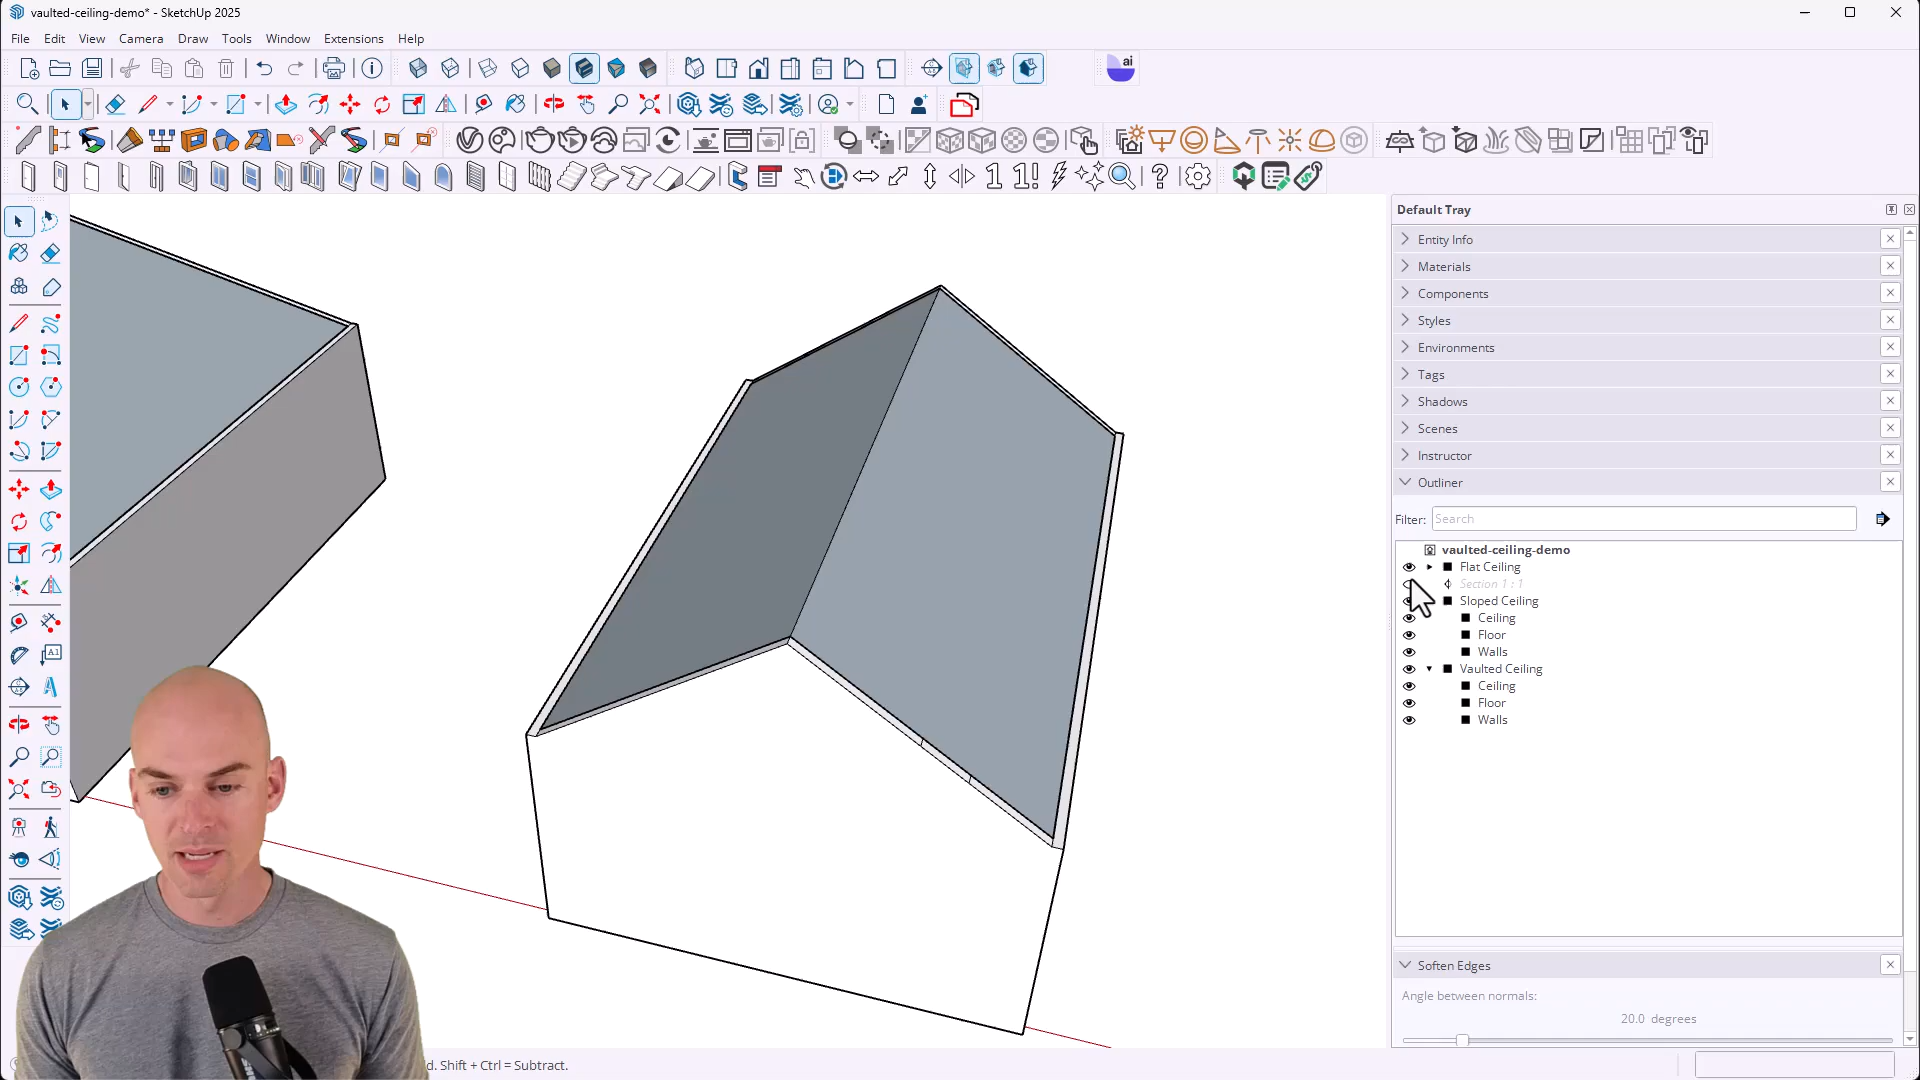 vaulted-ceiling-demo* - SketchUp 2025
File Edit View Camera Draw Tools Window Extensions Help
ai
Default Tray
Entity Info
Materials
Components
Styles
Environments
Tags
Shadows
Scenes
Instructor
Outliner
Filter: Search
vaulted-ceiling-demo
Flat Ceiling
Section 1 : 1
Sloped Ceiling
Ceiling
Floor
Walls
Vaulted Ceiling
Ceiling
Floor
Walls
Soften Edges
Angle between normals:
20.0 degrees
d. Shift + Ctrl = Subtract.